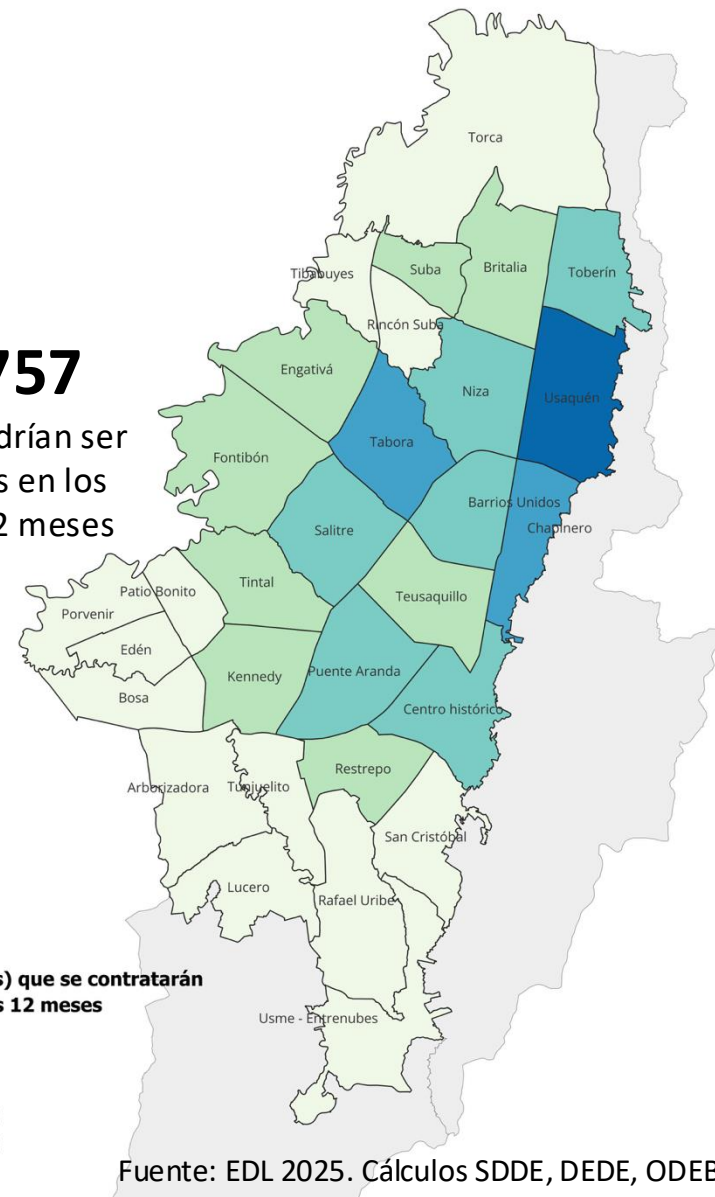 Torca
Tibabuyes
Suba
Britalia
Toberín
Rincón Suba
757
Engativá
Niza
Usaquén
drían ser
Tabora
Fontibón
s en los
Barrios Unidos
2 meses
Salitre
Chapinero
Tintal
Patio Bonito
Teusaquillo
Porvenir
Edén
Kennedy
Puente Aranda
Bosa
Centro histórico
Restrepo
Arborizadora
Tunjuelito
San Cristóbal
Lucero
Rafael Uribe
s) que se contratarán
s 12 meses
Usme - Entrenubes
Fuente: EDL 2025. Cálculos SDDE, DEDE, ODEB